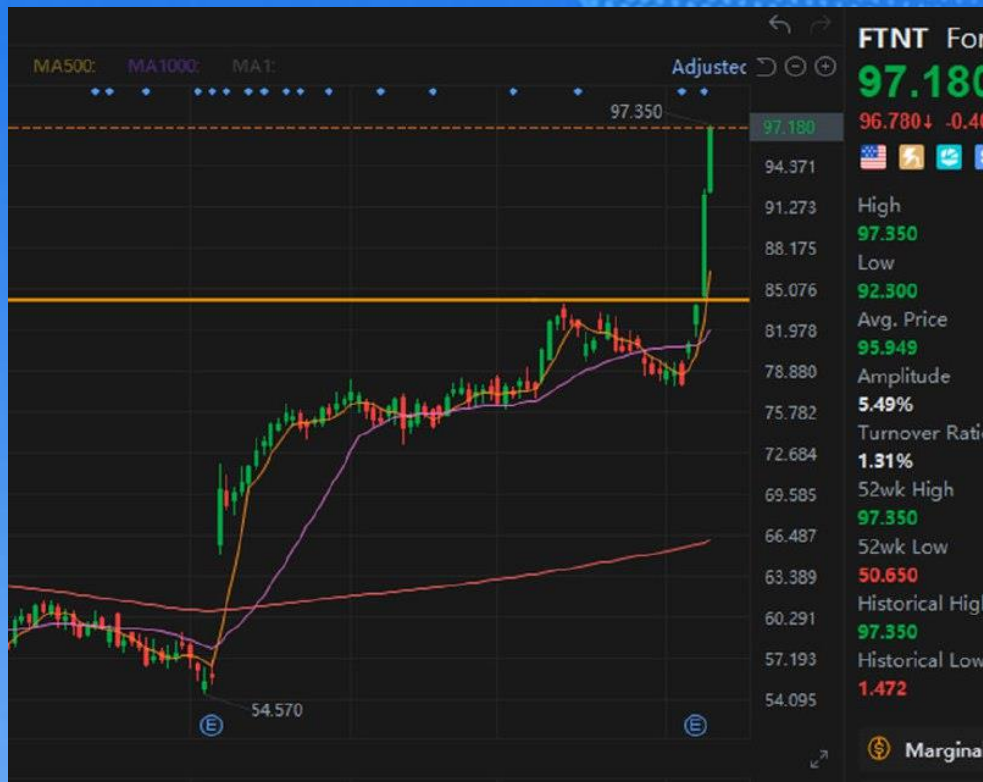 MA500: MA1000: MA1:
Adjusted
97.350
97.180
94.371
91.273
88.175
85.076
81.978
78.880
75.782
72.684
69.585
66.487
63.389
60.291
57.193
54.095
54.570
E
E
FTNT For
97.180
96.780↓ -0.40
High
97.350
Low
92.300
Avg. Price
95.949
Amplitude
5.49%
Turnover Ratio
1.31%
52wk High
97.350
52wk Low
50.650
Historical High
97.350
Historical Low
1.472
Margina